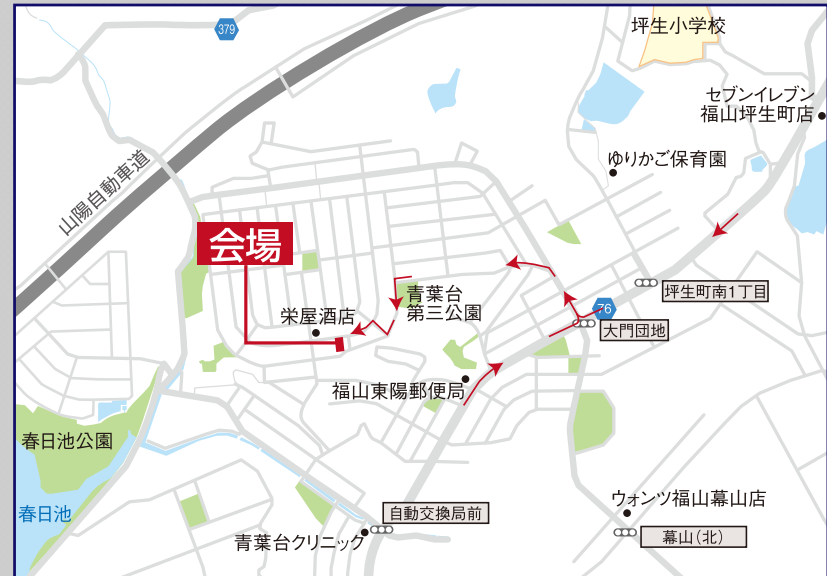 379
坪生小学校
セブンイレブン
福山坪生町店
山陽自動車道
ゆりかご保育園
会場
青葉台
第三公園
坪生町南1丁目
76
大門団地
栄屋酒店
福山東陽郵便局
春日池公園
春日池
自動交換局前
青葉台クリニック
ウォンツ福山幕山店
幕山(北)